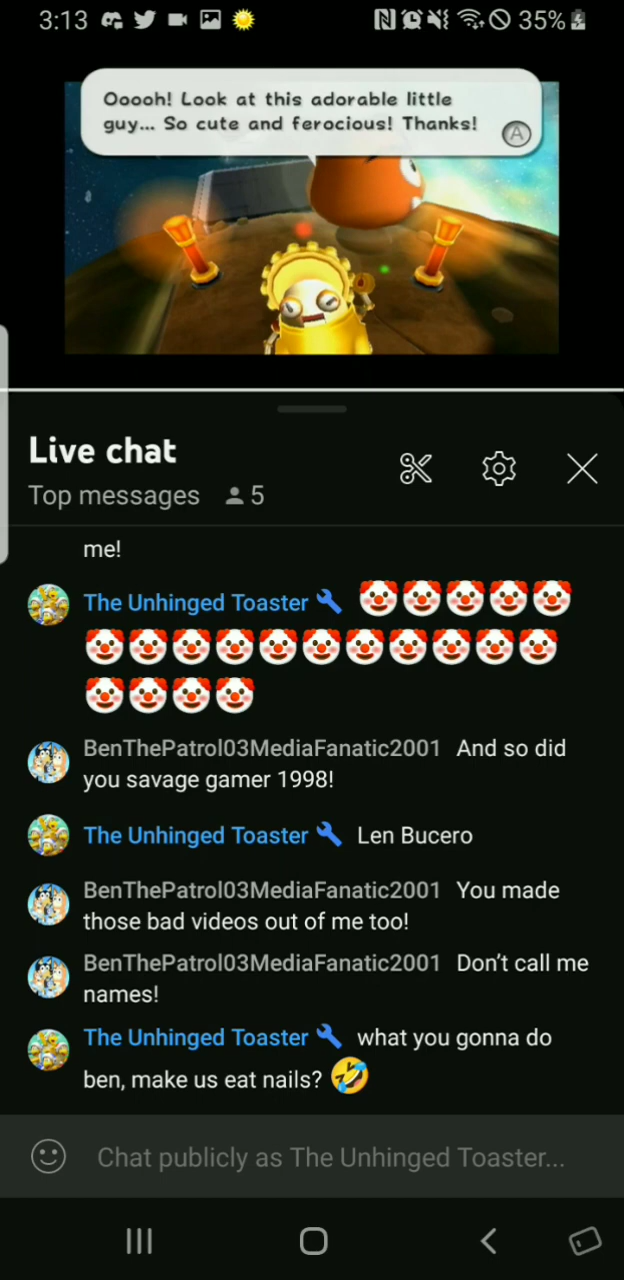 3:13
35%
Ooooh! Look at this adorable little
guy... So cute and ferocious! Thanks!
A
Live chat
Top messages 5
me!
The Unhinged Toaster 🤡🤡🤡🤡🤡
🤡🤡🤡🤡🤡🤡🤡🤡🤡🤡🤡
🤡🤡🤡🤡
BenThePatrol03MediaFanatic2001 And so did
you savage gamer 1998!
The Unhinged Toaster Len Bucero
BenThePatrol03MediaFanatic2001 You made
those bad videos out of me too!
BenThePatrol03MediaFanatic2001 Don't call me
names!
The Unhinged Toaster what you gonna do
ben, make us eat nails? 🤣
Chat publicly as The Unhinged Toaster...